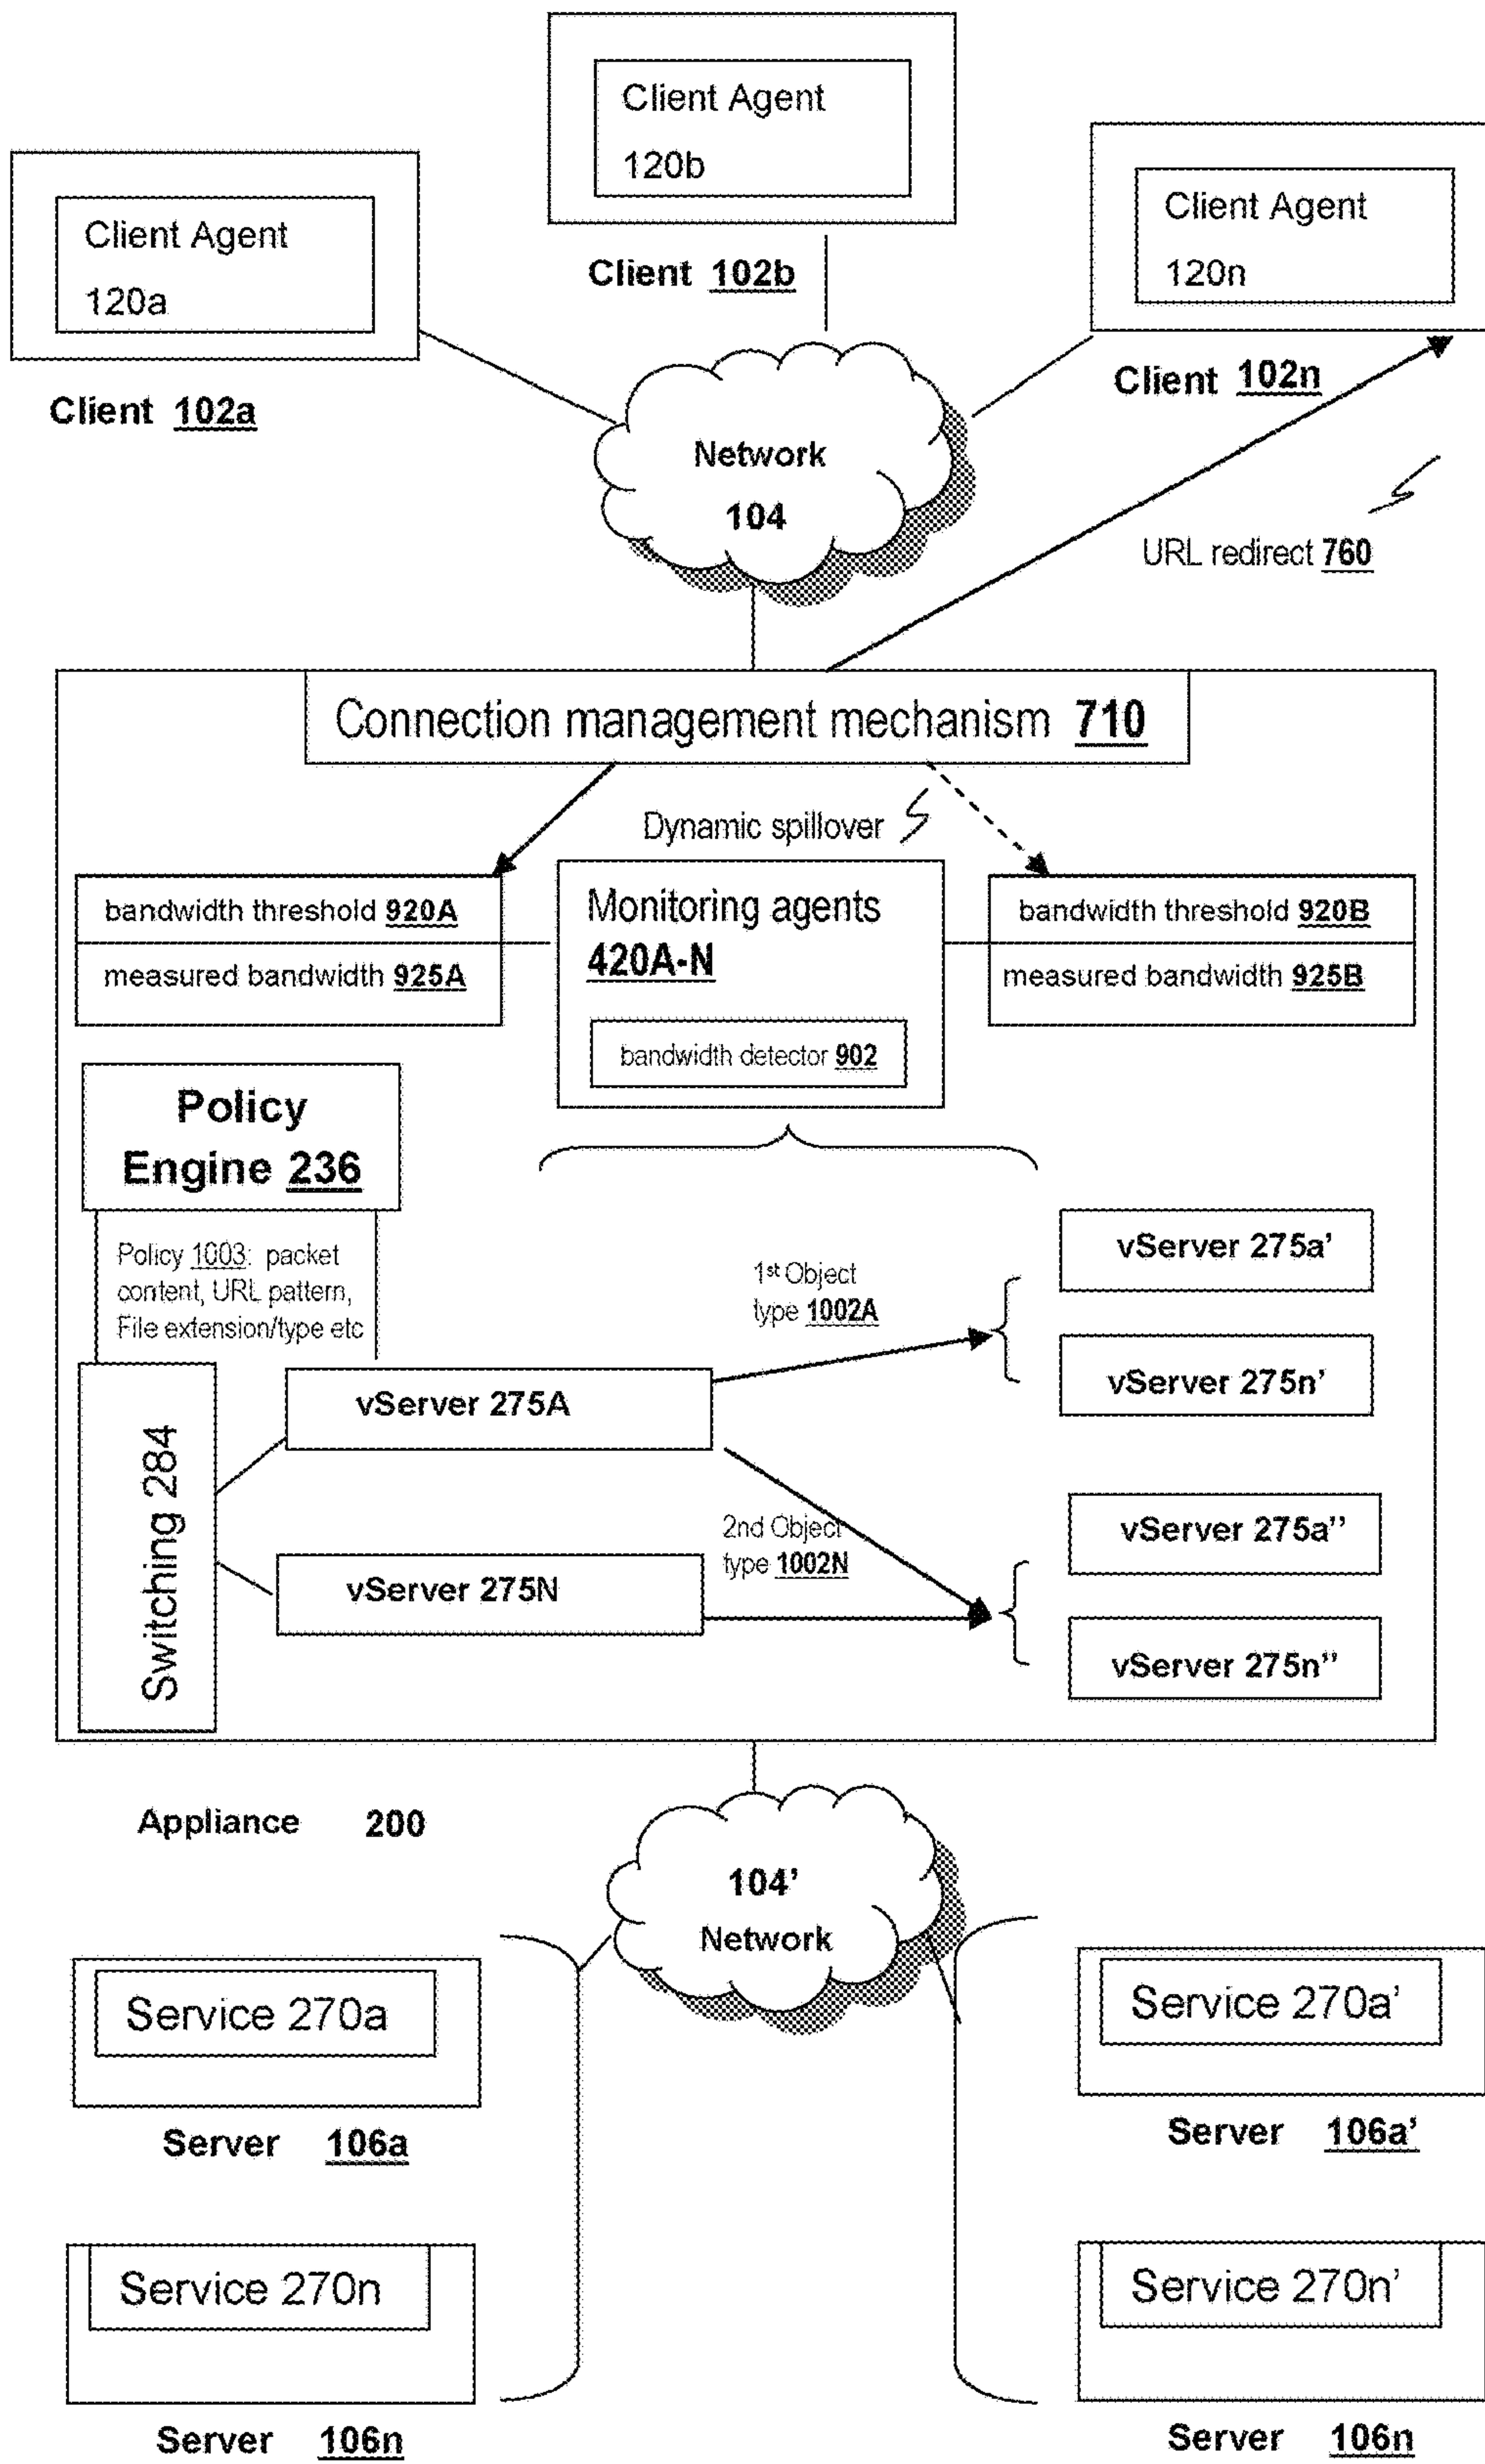 Client Agent
120b
Client Agent
120n
Client Agent
120a
Client 102b
Client 102n
Client 102a
Network
104
URL redirect 760
Connection management mechanism 710
Dynamic spillover
bandwidth threshold 920A
measured bandwidth 925A
Monitoring agents
420A-N
bandwidth detector 902
bandwidth threshold 920B
measured bandwidth 925B
Policy
Engine 236
Policy 1003: packet
content, URL pattern,
File extension/type etc
1st Object
type 1002A
vServer 275a’
vServer 275n’
vServer 275A
Switching 284
2nd Object
type 1002N
vServer 275a’’
vServer 275N
vServer 275n’’
Appliance 200
104’
Network
Service 270a
Server 106a
Service 270a’
Server 106a’
Service 270n
Server 106n
Service 270n’
Server 106n